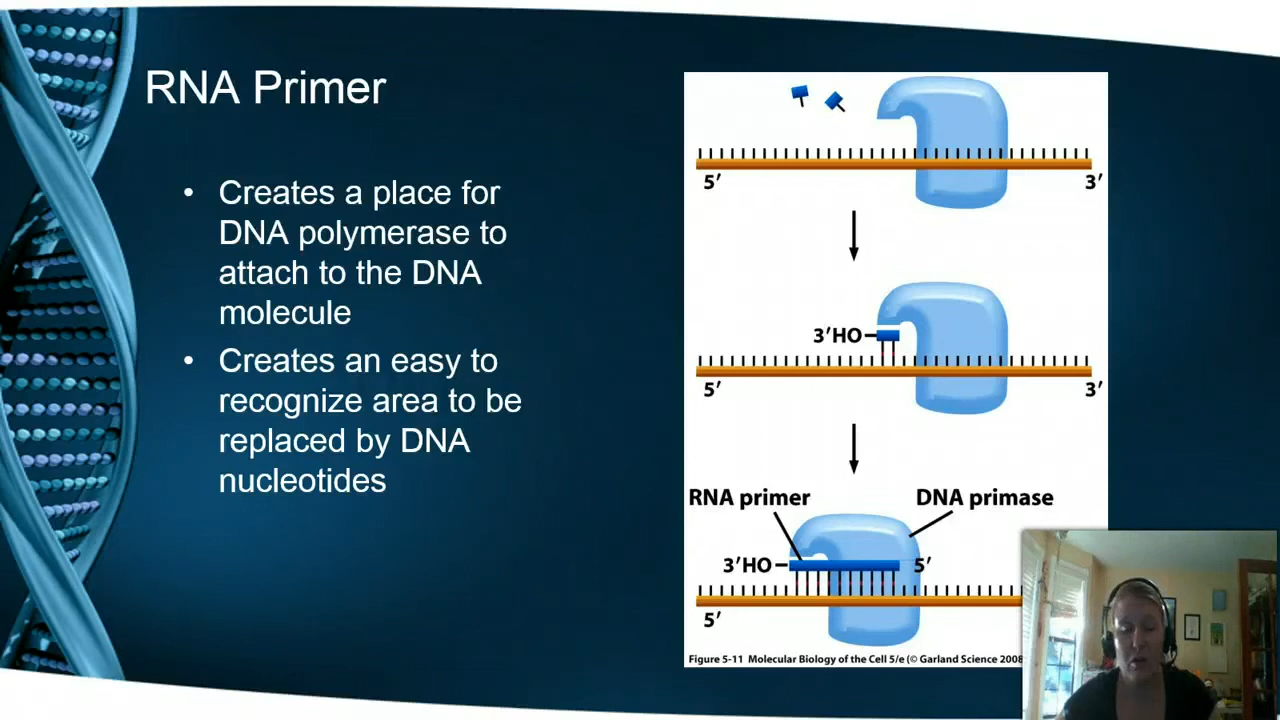 RNA Primer
• Creates a place for
DNA polymerase to
attach to the DNA
molecule
• Creates an easy to
recognize area to be
replaced by DNA
nucleotides
5′ 3′
3′HO
5′ 3′
RNA primer DNA primase
3′HO 5′
5′
Figure 5-11 Molecular Biology of the Cell 5/e (© Garland Science 2008